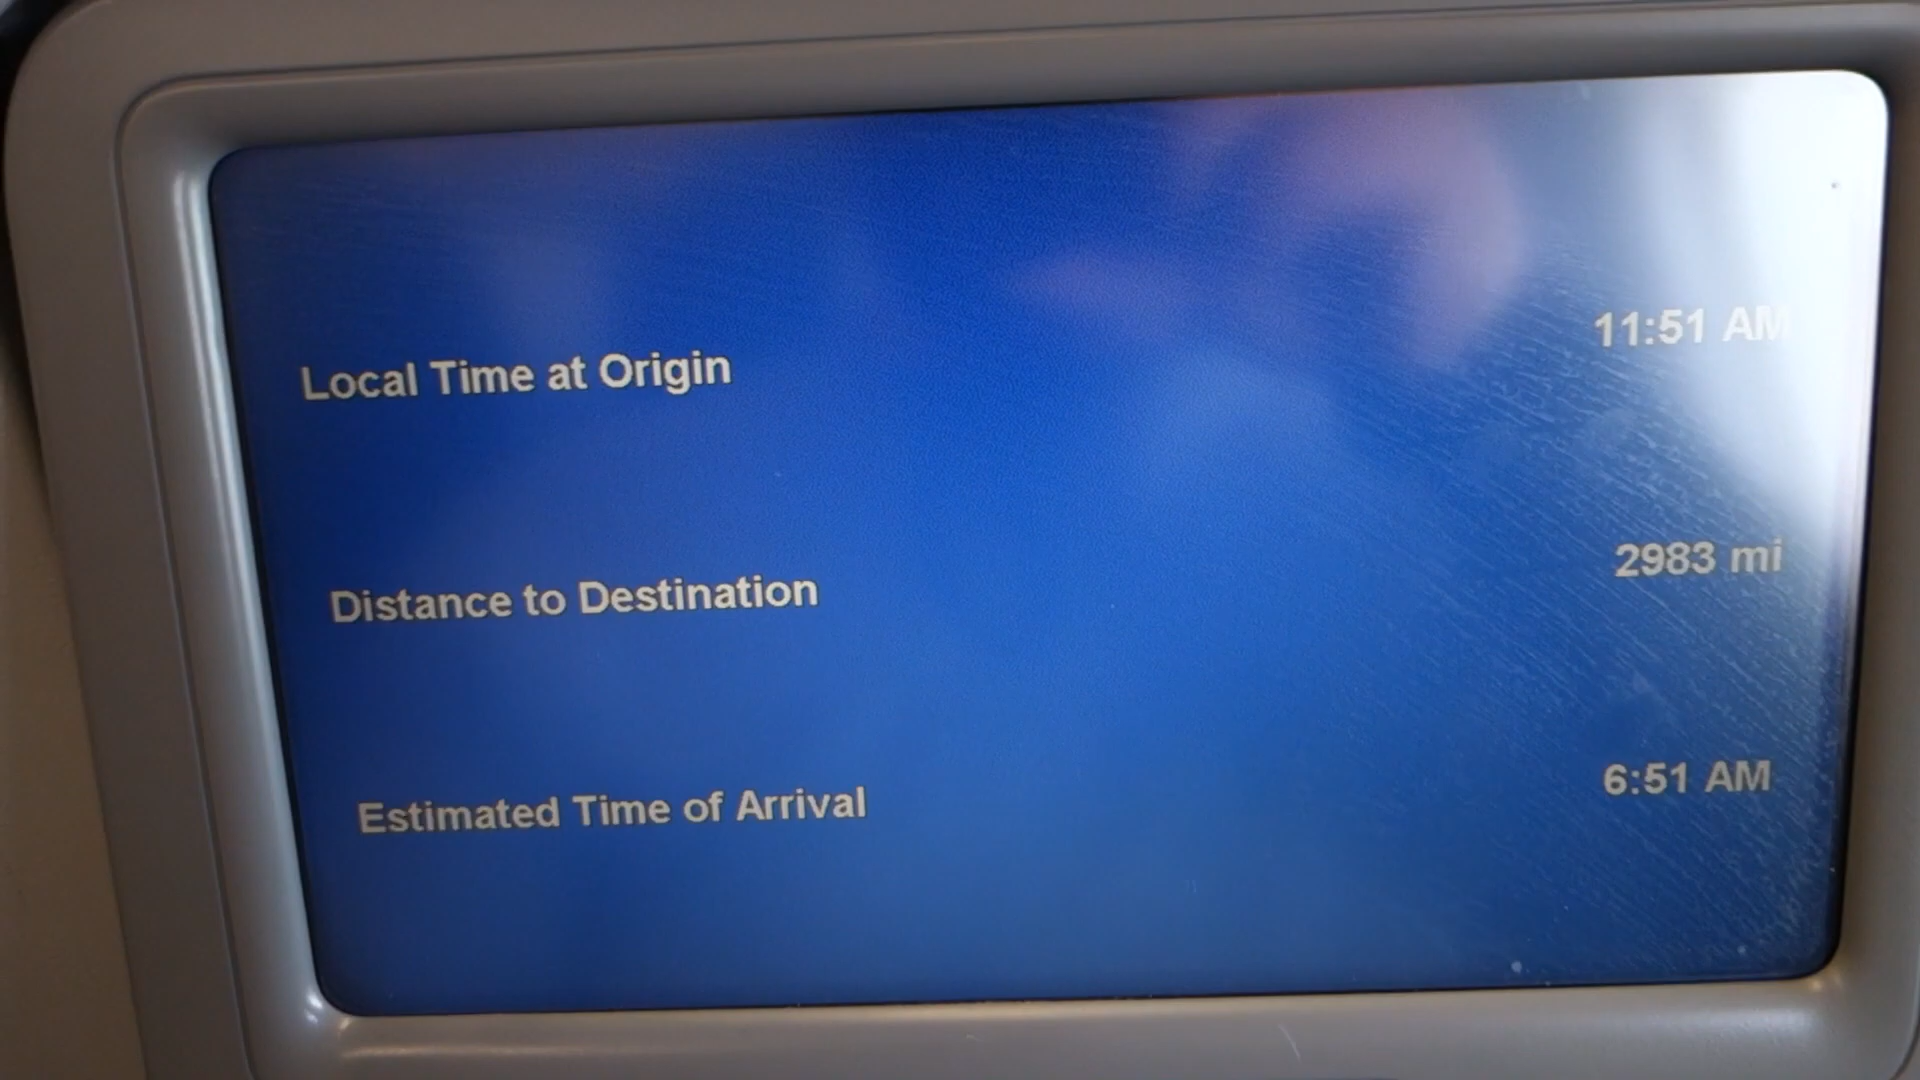 Local Time at Origin 11:51 AM
Distance to Destination 2983 mi
Estimated Time of Arrival 6:51 AM